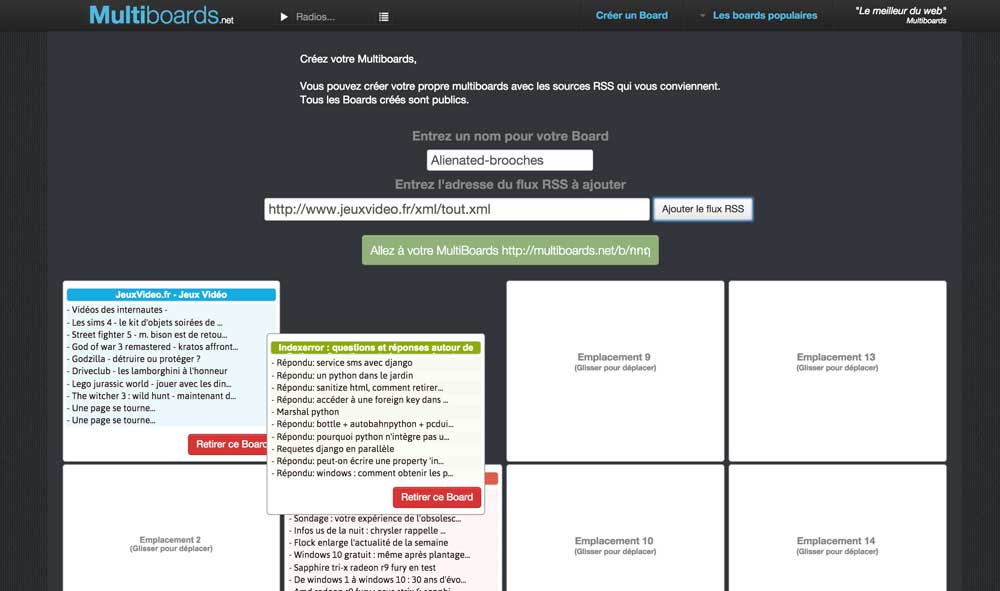 Multiboards.net
Radios...
Créer un Board
Les boards populaires
"Le meilleur du web"
Multiboards
Créez votre Multiboards,
Vous pouvez créer votre propre multiboards avec les sources RSS qui vous conviennent.
Tous les Boards créés sont publics.
Entrez un nom pour votre Board
Alienated-brooches
Entrez l'adresse du flux RSS à ajouter
http://www.jeuxvideo.fr/xml/tout.xml
Ajouter le flux RSS
Allez à votre MultiBoards http://multiboards.net/b/
JeuxVideo.fr - Jeux Vidéo
- Vidéos des internautes -
- Les sims 4 - le kit d'objets soirées de ...
- Street fighter 5 - m. bison est de retou...
- God of war 3 remastered - kratos affront...
- Godzilla - détruire ou protéger ?
- Driveclub - les lamborghini à l'honneur
- Lego jurassic world - jouer avec les din...
- The witcher 3 : wild hunt - maintenant d...
- Une page se tourne...
- Une page se tourne...
Retirer ce Board
Indexerror : questions et réponses autour de
- Répondu: service sms avec django
- Répondu: un python dans le jardin
- Répondu: sanitize html, comment retirer...
- Répondu: accéder à une foreign key dans ...
- Marshal python
- Répondu: bottle + autobahnpython + pcdui...
- Répondu: pourquoi python n'intègre pas u...
- Requetes django en parallèle
- Répondu: peut-on écrire une property 'in...
- Répondu: windows : comment obtenir les p...
Retirer ce Board
Emplacement 9
(Glisser pour déplacer)
Emplacement 13
(Glisser pour déplacer)
Emplacement 2
(Glisser pour déplacer)
- Sondage : votre expérience de l'obsolesc...
- Infos us de la nuit : chrysler rappelle ...
- Flock enlarge l'actualité de la semaine
- Windows 10 gratuit : même après plantage...
- Sapphire tri-x radeon r9 fury en test
- De windows 1 à windows 10 : 30 ans d'évo...
- Amd radeon r9 fury
Emplacement 10
(Glisser pour déplacer)
Emplacement 14
(Glisser pour déplacer)